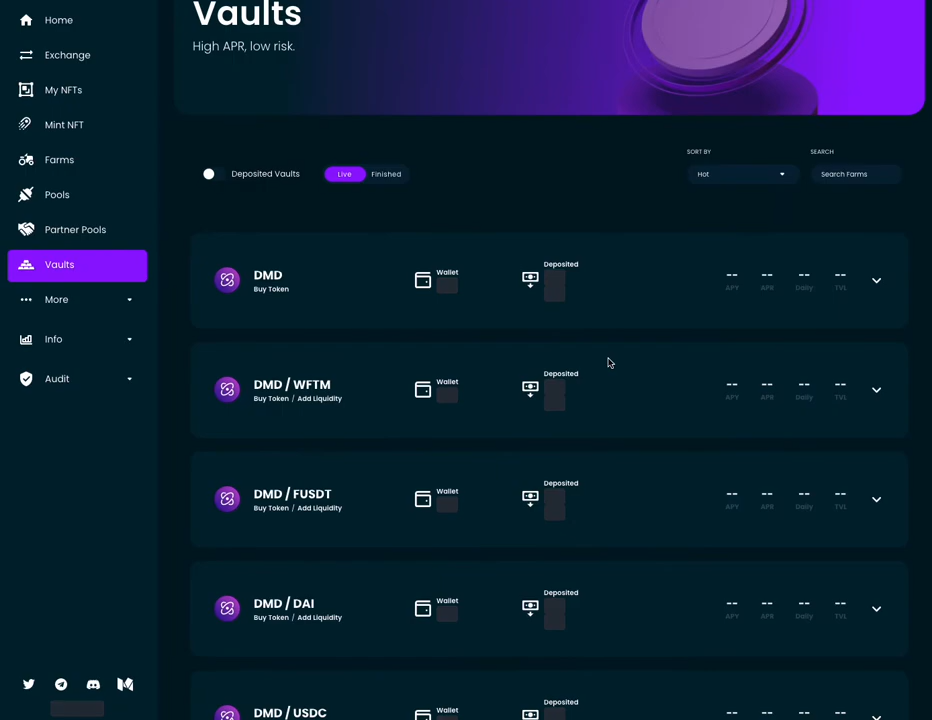 Home
Exchange
My NFTs
Mint NFT
Farms
Pools
Partner Pools
Vaults
More
Info
Audit
Vaults
High APR, low risk.
Deposited Vaults
Live
Finished
SORT BY
Hot
SEARCH
Search Farms
DMD
Buy Token
Wallet
Deposited
-- -- -- --
APY APR Daily TVL
DMD / WFTM
Buy Token / Add Liquidity
Wallet
Deposited
-- -- -- --
APY APR Daily TVL
DMD / FUSDT
Buy Token / Add Liquidity
Wallet
Deposited
-- -- -- --
APY APR Daily TVL
DMD / DAI
Buy Token / Add Liquidity
Wallet
Deposited
-- -- -- --
APY APR Daily TVL
DMD / USDC
Wallet
Deposited
-- -- -- --